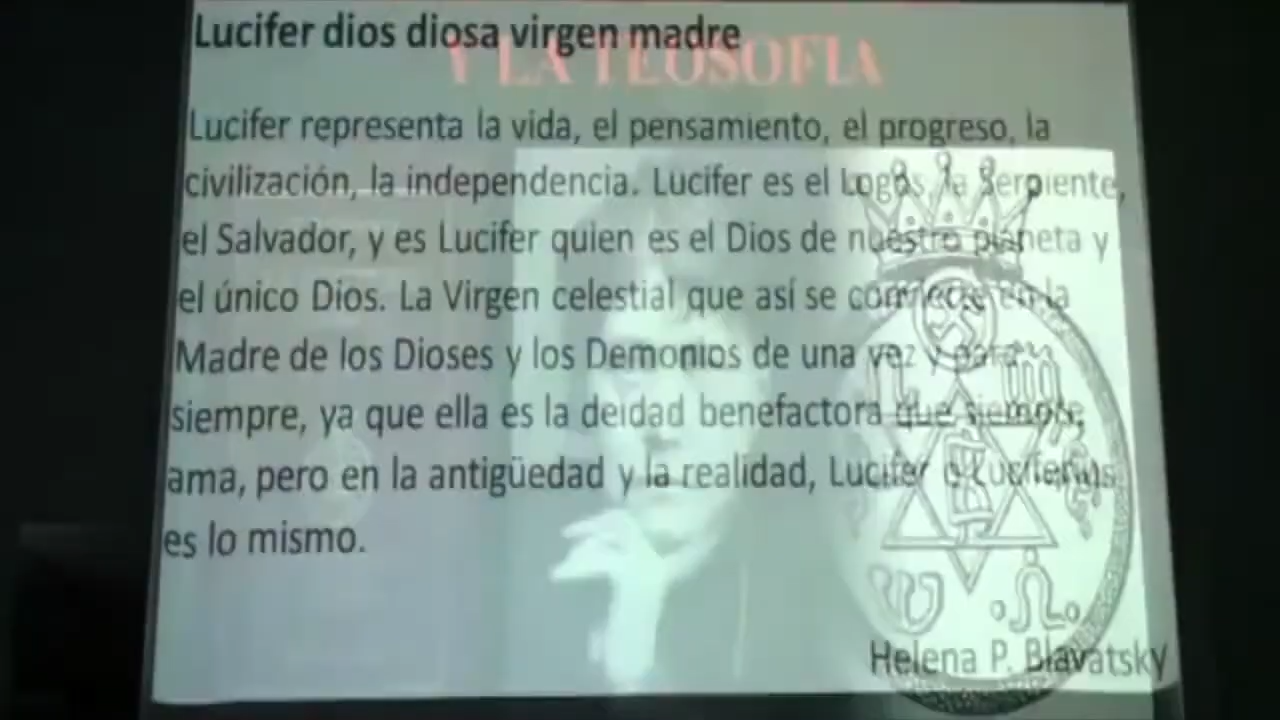 Lucifer dios diosa virgen madre
Y LA TEOSOFIA
Lucifer representa la vida, el pensamiento, el progreso, la
civilización, la independencia. Lucifer es el Logos, la Serpiente,
el Salvador, y es Lucifer quien es el Dios de nuestro planeta y
el único Dios. La Virgen celestial que así se convierte en la
Madre de los Dioses y los Demonios de una vez y para
siempre, ya que ella es la deidad benefactora que siempre
ama, pero en la antigüedad y la realidad, Lucifer o Luciferius
es lo mismo.
Helena P. Blavatsky